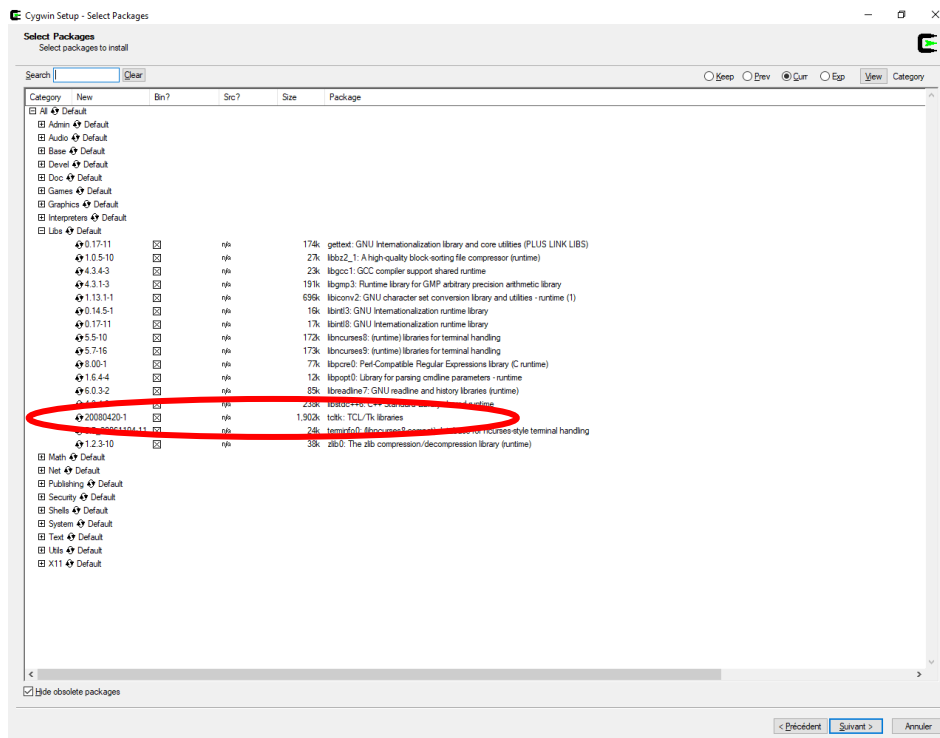 Cygwin Setup - Select Packages
Select Packages
Select packages to install
Search Clear Keep Prev Curr Exp View Category
Category New Bin? Src? Size Package
All Default
Admin Default
Audio Default
Base Default
Devel Default
Doc Default
Games Default
Graphics Default
Interpreters Default
Libs Default
0.17-11 n/a 174k gettext: GNU Internationalization library and core utilities (PLUS LINK LIBS)
1.0.5-10 n/a 27k libbz2_1: A high-quality block-sorting file compressor (runtime)
4.3.4-3 n/a 23k libgcc1: GCC compiler support shared runtime
4.3.1-3 n/a 191k libgmp3: Runtime library for GMP arbitrary precision arithmetic library
1.13.1-1 n/a 696k libiconv2: GNU character set conversion library and utilities - runtime (1)
0.14.5-1 n/a 16k libintl3: GNU Internationalization runtime library
0.17-11 n/a 17k libintl8: GNU Internationalization runtime library
5.5-10 n/a 172k libncurses8: (runtime) libraries for terminal handling
5.7-16 n/a 173k libncurses9: (runtime) libraries for terminal handling
8.00-1 n/a 77k libpcre0: Perl-Compatible Regular Expressions library (C runtime)
1.6.4-4 n/a 12k libpopt0: Library for parsing cmdline parameters - runtime
6.0.3-2 n/a 85k libreadline7: GNU readline and history libraries (runtime)
n/a 238k runtime
20080420-1 n/a 1,902k tcltk: TCL/Tk libraries
n/a 24k terminfo0: ncurses-style terminal handling
1.2.3-10 n/a 38k zlib0: The zlib compression/decompression library (runtime)
Math Default
Net Default
Publishing Default
Security Default
Shells Default
System Default
Text Default
Utils Default
X11 Default
Hide obsolete packages
< Précédent Suivant > Annuler